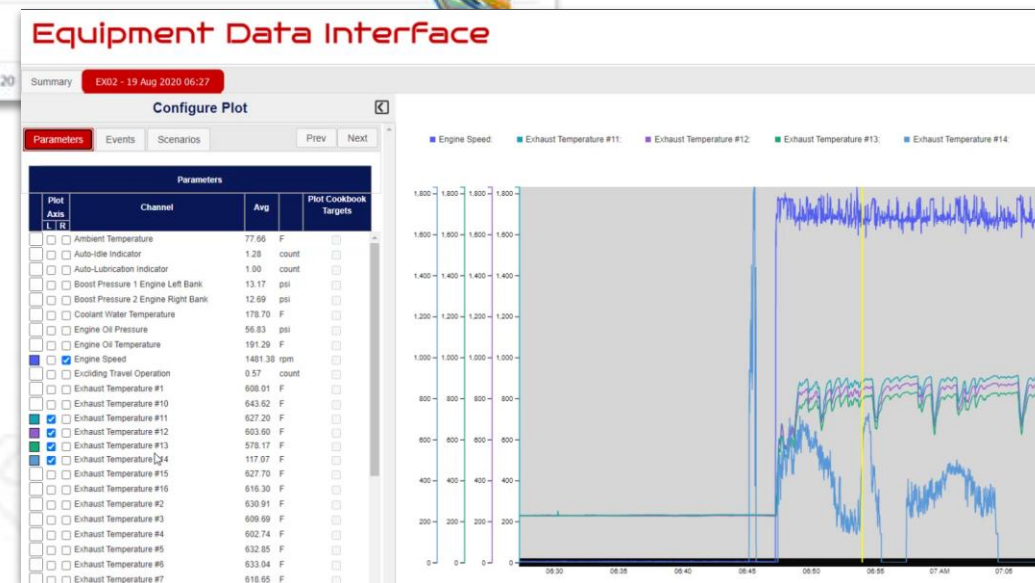 Equipment Data Interface
20
Summary EX02 - 19 Aug 2020 06:27
Configure Plot
Parameters Events Scenarios Prev Next
Engine Speed: Exhaust Temperature #11: Exhaust Temperature #12: Exhaust Temperature #13: Exhaust Temperature #14:
Parameters
Plot Axis L R Channel Avg Plot Cookbook Targets
Ambient Temperature 77.66 F
Auto-Idle Indicator 1.28 count
Auto-Lubrication Indicator 1.00 count
Boost Pressure 1 Engine Left Bank 13.17 psi
Boost Pressure 2 Engine Right Bank 12.69 psi
Coolant Water Temperature 178.70 F
Engine Oil Pressure 56.83 psi
Engine Oil Temperature 191.29 F
Engine Speed 1481.38 rpm
Excliding Travel Operation 0.57 count
Exhaust Temperature #1 608.01 F
Exhaust Temperature #10 643.62 F
Exhaust Temperature #11 627.20 F
Exhaust Temperature #12 603.60 F
Exhaust Temperature #13 578.17 F
Exhaust Temperature #14 117.07 F
Exhaust Temperature #15 627.70 F
Exhaust Temperature #16 616.30 F
Exhaust Temperature #2 630.91 F
Exhaust Temperature #3 609.69 F
Exhaust Temperature #4 602.74 F
Exhaust Temperature #5 632.85 F
Exhaust Temperature #6 633.04 F
Exhaust Temperature #7 618.65 F
1,800 1,800 1,800 1,800
1,600 1,600 1,600 1,600
1,400 1,400 1,400 1,400
1,200 1,200 1,200 1,200
1,000 1,000 1,000 1,000
800 800 800 800
600 600 600 600
400 400 400 400
200 200 200 200
0 0 0 0
06:30 06:35 06:40 06:45 06:50 06:55 07 AM 07:05